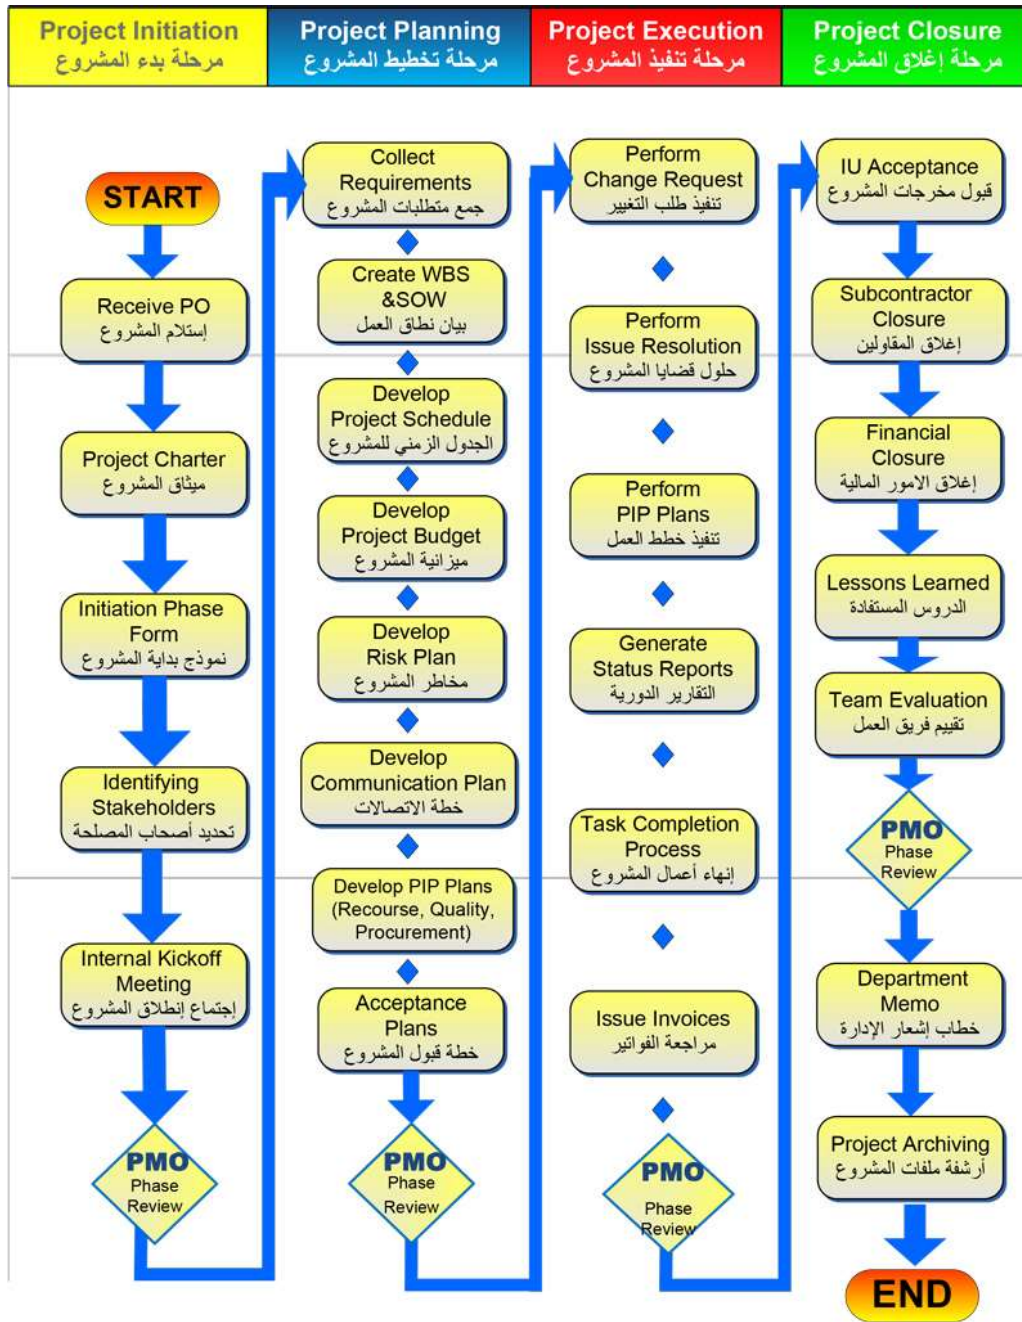 Project Initiation
مرحلة بدء المشروع
Project Planning
مرحلة تخطيط المشروع
Project Execution
مرحلة تنفيذ المشروع
Project Closure
مرحلة إغلاق المشروع
START
Receive PO
إستلام المشروع
Project Charter
ميثاق المشروع
Initiation Phase
Form
نموذج بداية المشروع
Identifying
Stakeholders
تحديد أصحاب المصلحة
Internal Kickoff
Meeting
إجتماع إنطلاق المشروع
PMO
Phase
Review
Collect
Requirements
جمع متطلبات المشروع
Create WBS
&SOW
بيان نطاق العمل
Develop
Project Schedule
الجدول الزمني للمشروع
Develop
Project Budget
ميزانية المشروع
Develop
Risk Plan
مخاطر المشروع
Develop
Communication Plan
خطة الاتصالات
Develop PIP Plans
(Recourse, Quality,
Procurement)
Acceptance
Plans
خطة قبول المشروع
PMO
Phase
Review
Perform
Change Request
تنفيذ طلب التغيير
Perform
Issue Resolution
حلول قضايا المشروع
Perform
PIP Plans
تنفيذ خطط العمل
Generate
Status Reports
التقارير الدورية
Task Completion
Process
إنهاء أعمال المشروع
Issue Invoices
مراجعة الفواتير
PMO
Phase
Review
IU Acceptance
قبول مخرجات المشروع
Subcontractor
Closure
إغلاق المقاولين
Financial
Closure
إغلاق الامور المالية
Lessons Learned
الدروس المستفادة
Team Evaluation
تقييم فريق العمل
PMO
Phase
Review
Department
Memo
خطاب إشعار الإدارة
Project Archiving
أرشفة ملفات المشروع
END